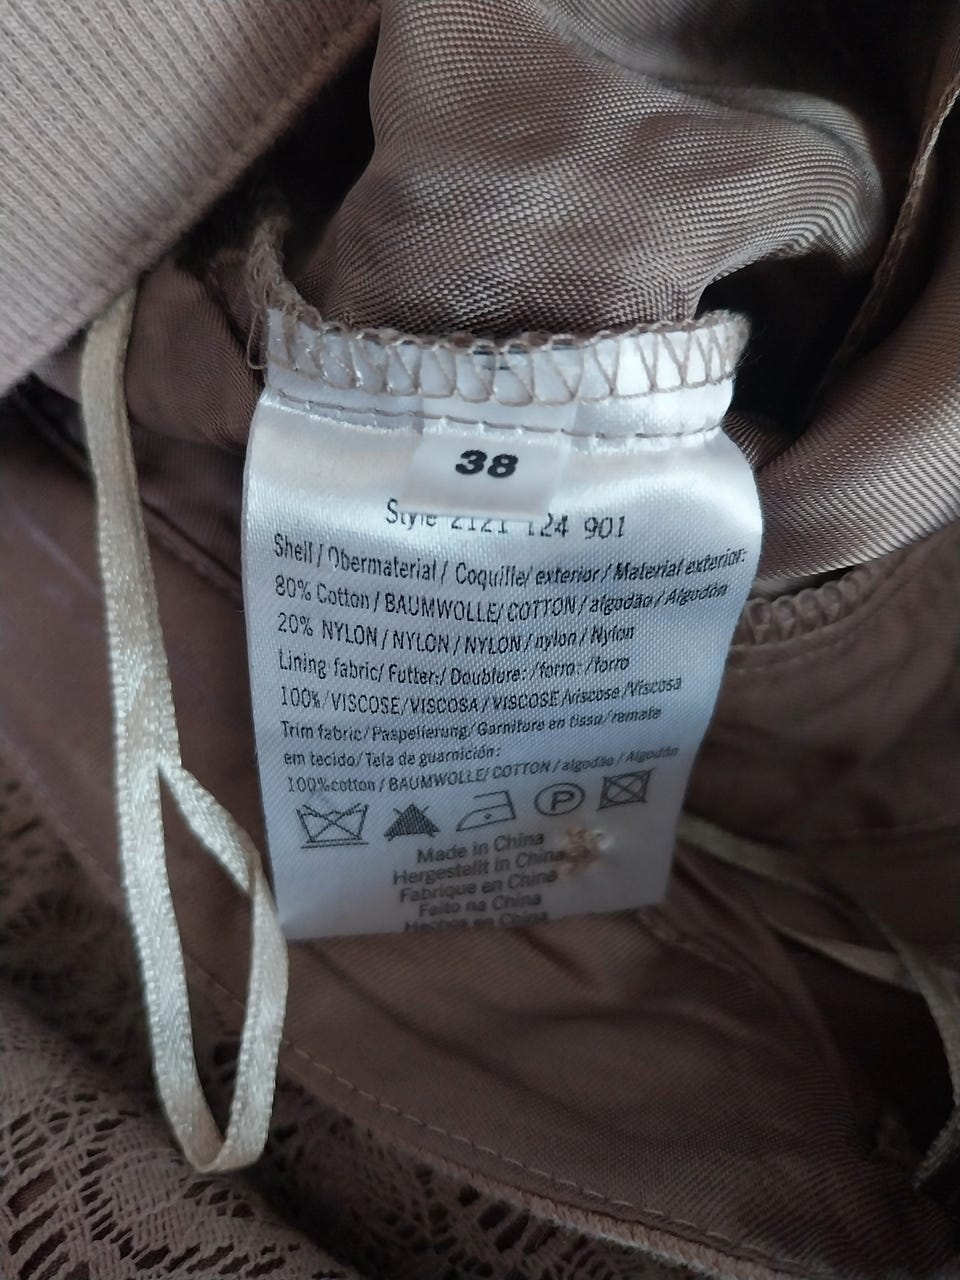 38
Style 2121 124 901
Shell / Obermaterial / Coquille/ exterior / Material exterior:
80% Cotton / BAUMWOLLE/ COTTON / algodão / Algodón
20% NYLON / NYLON / NYLON / nylon / Nylon
Lining fabric/ Futter:/ Doublure: /forro: /forro
100%/VISCOSE/VISCOSA / VISCOSE /viscose /Viscosa
Trim fabric/ Paspelierung/ Garniture en tissu/ remate
em tecido/ Tela de guarnición:
100%cotton / BAUMWOLLE/ COTTON / algodão / Algodón
P
Made in China
Hergestellt in China
Fabrique en Chine
Feito na China
Hechos en China